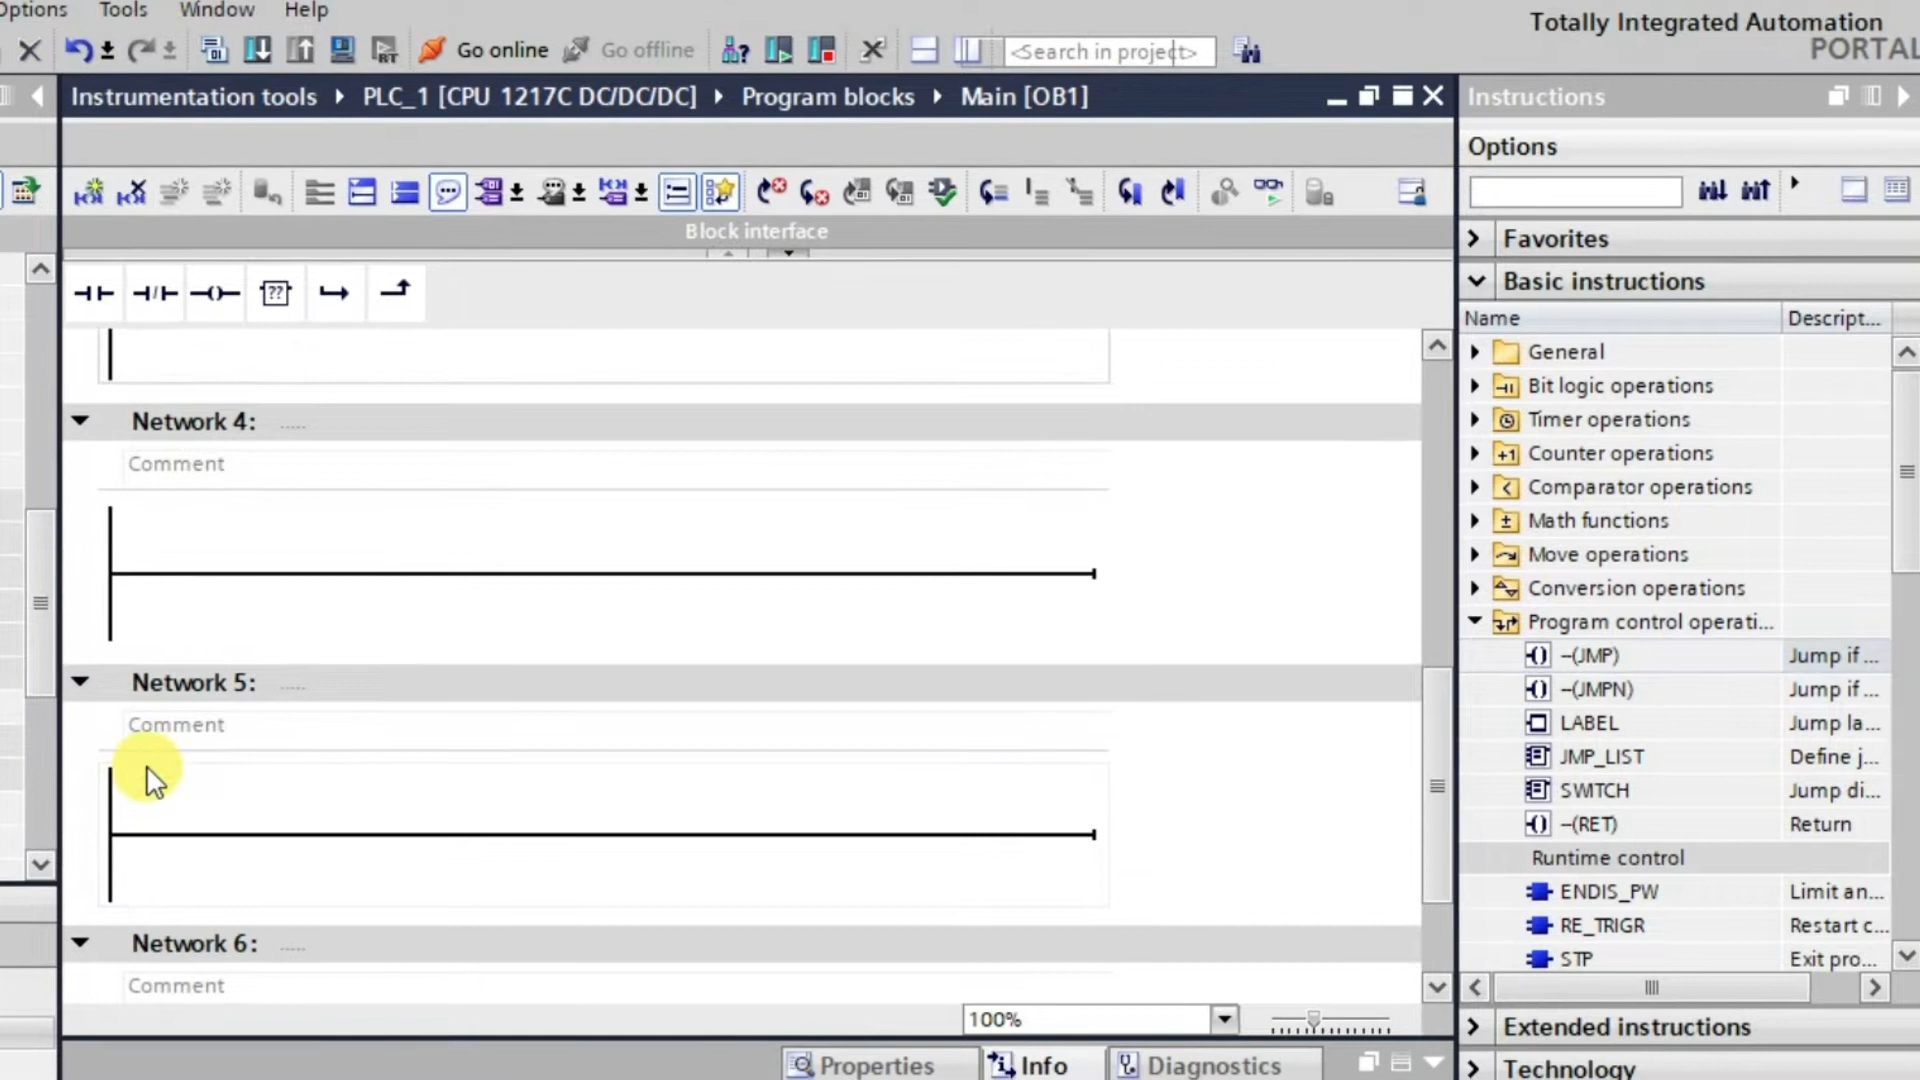 Options Tools Window Help
Totally Integrated Automation
PORTAL
Go online Go offline <Search in project>
Instrumentation tools PLC_1 [CPU 1217C DC/DC/DC] Program blocks Main [OB1]
Instructions
Options
Block interface
Favorites
Basic instructions
Name Descript...
General
Bit logic operations
Timer operations
Counter operations
Comparator operations
Math functions
Move operations
Conversion operations
Program control operati...
-(JMP) Jump if ...
-(JMPN) Jump if ...
LABEL Jump la...
JMP_LIST Define j...
SWITCH Jump di...
-(RET) Return
Runtime control
ENDIS_PW Limit an...
RE_TRIGR Restart c...
STP Exit pro...
Extended instructions
Technology
??
Network 4: .....
Comment
Network 5: .....
Comment
Network 6: .....
Comment
100%
Properties Info Diagnostics